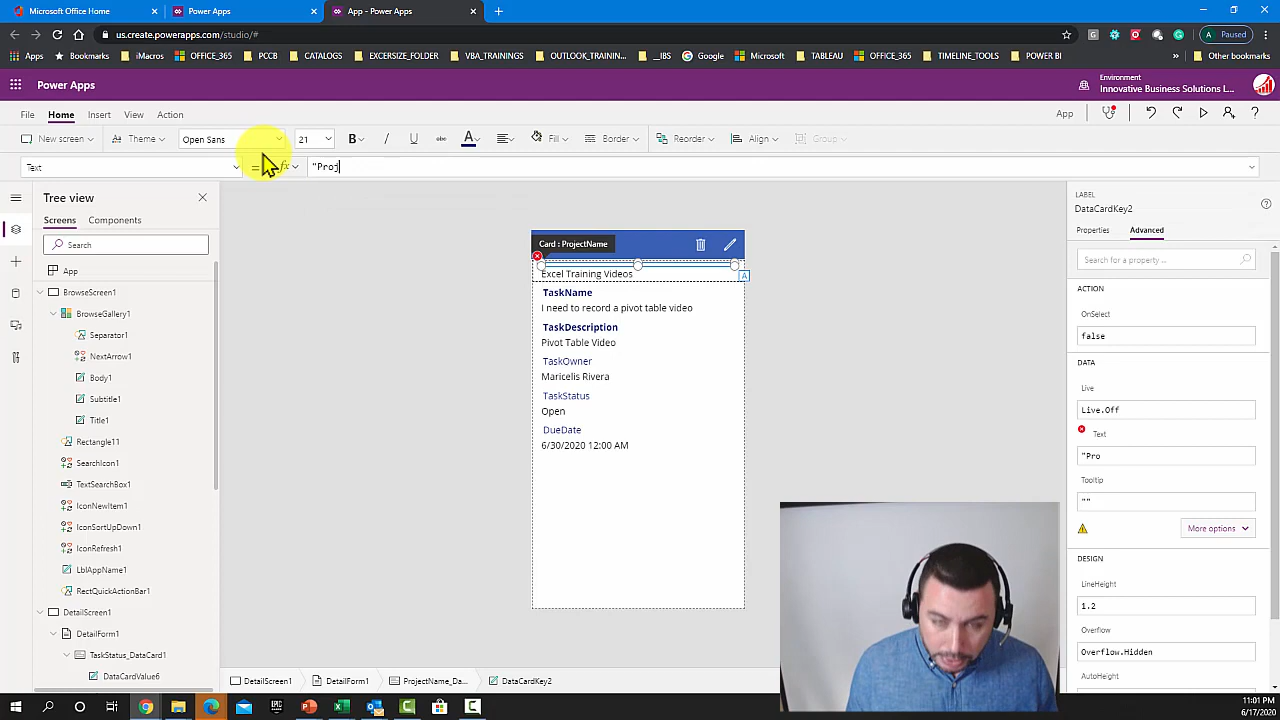 Microsoft Office Home
Power Apps
App - Power Apps
us.create.powerapps.com/studio/#
Paused
Apps
Bookmarks
iMacros
OFFICE_365
PCCB
CATALOGS
EXCERSIZE_FOLDER
VBA_TRAININGS
OUTLOOK_TRAININ...
__IBS
Google
Microsoft
TABLEAU
OFFICE_365
TIMELINE_TOOLS
POWER BI
Other bookmarks
Power Apps
Environment
Innovative Business Solutions L...
File
Home
Insert
View
Action
App
New screen
Theme
Open Sans
21
B
Fill
Border
Reorder
Align
Group
Text
=
fx
"Proj
Tree view
Screens
Components
Search
App
BrowseScreen1
BrowseGallery1
Separator1
NextArrow1
Body1
Subtitle1
Title1
Rectangle11
SearchIcon1
TextSearchBox1
IconNewItem1
IconSortUpDown1
IconRefresh1
LblAppName1
RectQuickActionBar1
DetailScreen1
DetailForm1
TaskStatus_DataCard1
DataCardValue6
Card : ProjectName
Excel Training Videos
TaskName
I need to record a pivot table video
TaskDescription
Pivot Table Video
TaskOwner
Maricelis Rivera
TaskStatus
Open
DueDate
6/30/2020 12:00 AM
LABEL
DataCardKey2
Properties
Advanced
Search for a property ...
ACTION
OnSelect
false
DATA
Live
Live.Off
Text
"Pro
Tooltip
""
More options
DESIGN
LineHeight
1.2
Overflow
Overflow.Hidden
AutoHeight
DetailScreen1
DetailForm1
ProjectName_Da...
DataCardKey2
11:01 PM
6/17/2020